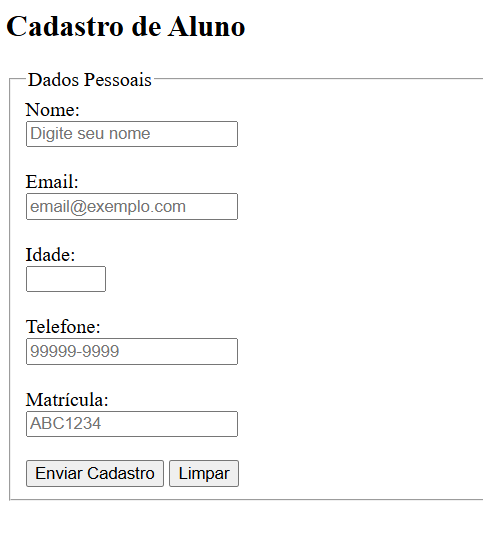 Cadastro de Aluno
Dados Pessoais
Nome:
Digite seu nome
Email:
email@exemplo.com
Idade:
Telefone:
99999-9999
Matrícula:
ABC1234
Enviar Cadastro Limpar